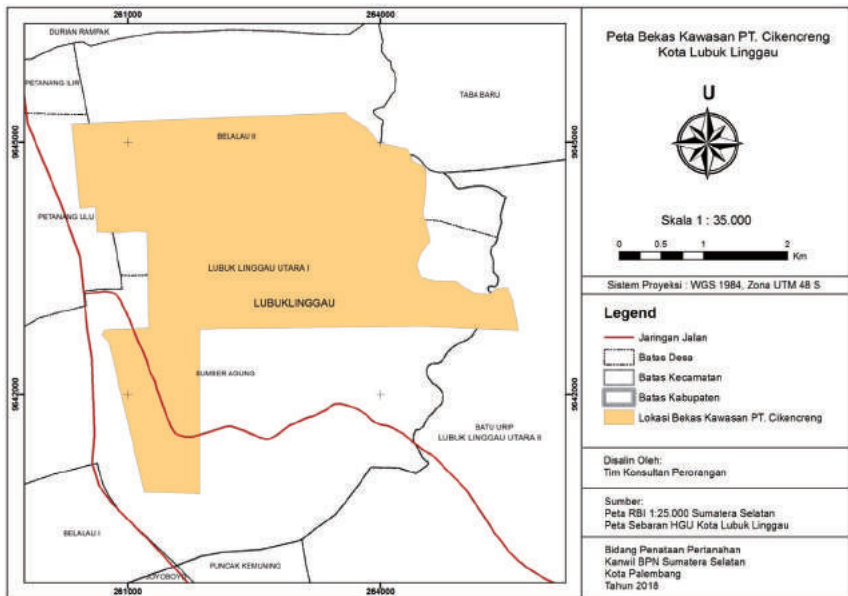 261000
264000
DURIAN RAMPAK
PETANANG ILIR
TABA BARU
BELALAU II
9645000
9645000
PETANANG ULU
LUBUK LINGGAU UTARA I
LUBUKLINGGAU
SUMBER AGUNG
9642000
9642000
BATU URIP
LUBUK LINGGAU UTARA II
BELALAU I
PUNCAK KEMUNING
JOYOBOYO
261000
264000
Peta Bekas Kawasan PT. Cikencreng
Kota Lubuk Linggau
U
Skala 1 : 35.000
0 0,5 1 2
Km
Sistem Proyeksi : WGS 1984, Zona UTM 48 S
Legend
Jaringan Jalan
Batas Desa
Batas Kecamatan
Batas Kabupaten
Lokasi Bekas Kawasan PT. Cikencreng
Disalin Oleh:
Tim Konsultan Perorangan
Sumber:
Peta RBI 1:25.000 Sumatera Selatan
Peta Sebaran HGU Kota Lubuk Linggau
Bidang Penataan Pertanahan
Kanwil BPN Sumatera Selatan
Kota Palembang
Tahun 2018